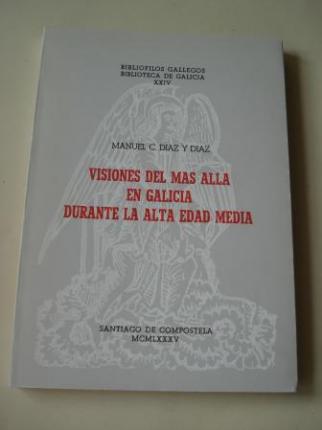 BIBLIOFILOS GALLEGOS
BIBLIOTECA DE GALICIA
XXIV
MANUEL C. DIAZ Y DIAZ
VISIONES DEL MAS ALLA
EN GALICIA
DURANTE LA ALTA EDAD MEDIA
SANTIAGO DE COMPOSTELA
MCMLXXXV